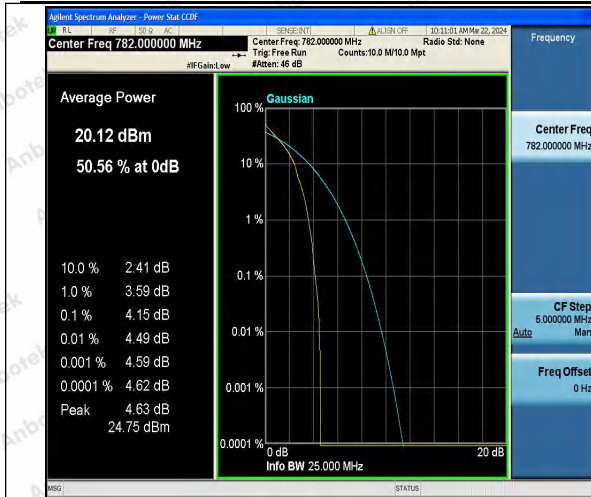 Agilent Spectrum Analyzer - Power Stat CCDF
RL RF 50 Ω AC SENSE:INT ALIGN OFF 10:11:01 AM Mar 22, 2024
Center Freq 782.000000 MHz
Center Freq: 782.000000 MHz Radio Std: None
Trig: Free Run Counts:10.0 M/10.0 Mpt
#IFGain:Low #Atten: 46 dB
Frequency
Average Power
20.12 dBm
50.56 % at 0dB
10.0 % 2.41 dB
1.0 % 3.59 dB
0.1 % 4.15 dB
0.01 % 4.49 dB
0.001 % 4.59 dB
0.0001 % 4.62 dB
Peak 4.63 dB
24.75 dBm
Gaussian
100 %
10 %
1 %
0.1 %
0.01 %
0.001 %
0.0001 %
0 dB 20 dB
Info BW 25.000 MHz
Center Freq
782.000000 MHz
CF Step
5.000000 MHz
Auto Man
Freq Offset
0 Hz
MSG STATUS